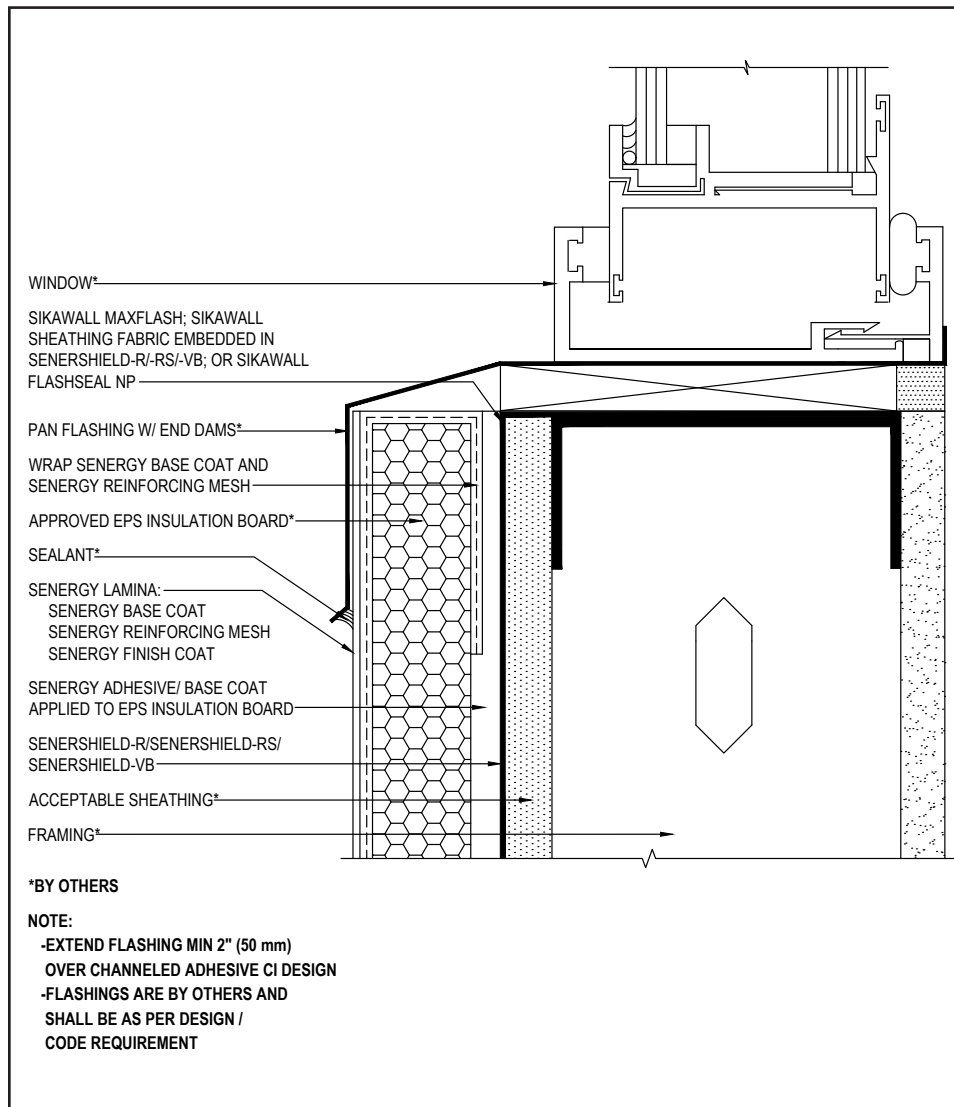 WINDOW*
SIKAWALL MAXFLASH; SIKAWALL
SHEATHING FABRIC EMBEDDED IN
SENERSHIELD-R/-RS/-VB; OR SIKAWALL
FLASHSEAL NP
PAN FLASHING W/ END DAMS*
WRAP SENERGY BASE COAT AND
SENERGY REINFORCING MESH
APPROVED EPS INSULATION BOARD*
SEALANT*
SENERGY LAMINA:
SENERGY BASE COAT
SENERGY REINFORCING MESH
SENERGY FINISH COAT
SENERGY ADHESIVE/ BASE COAT
APPLIED TO EPS INSULATION BOARD
SENERSHIELD-R/SENERSHIELD-RS/
SENERSHIELD-VB
ACCEPTABLE SHEATHING*
FRAMING*
*BY OTHERS
NOTE:
-EXTEND FLASHING MIN 2" (50 mm)
OVER CHANNELED ADHESIVE CI DESIGN
-FLASHINGS ARE BY OTHERS AND
SHALL BE AS PER DESIGN /
CODE REQUIREMENT